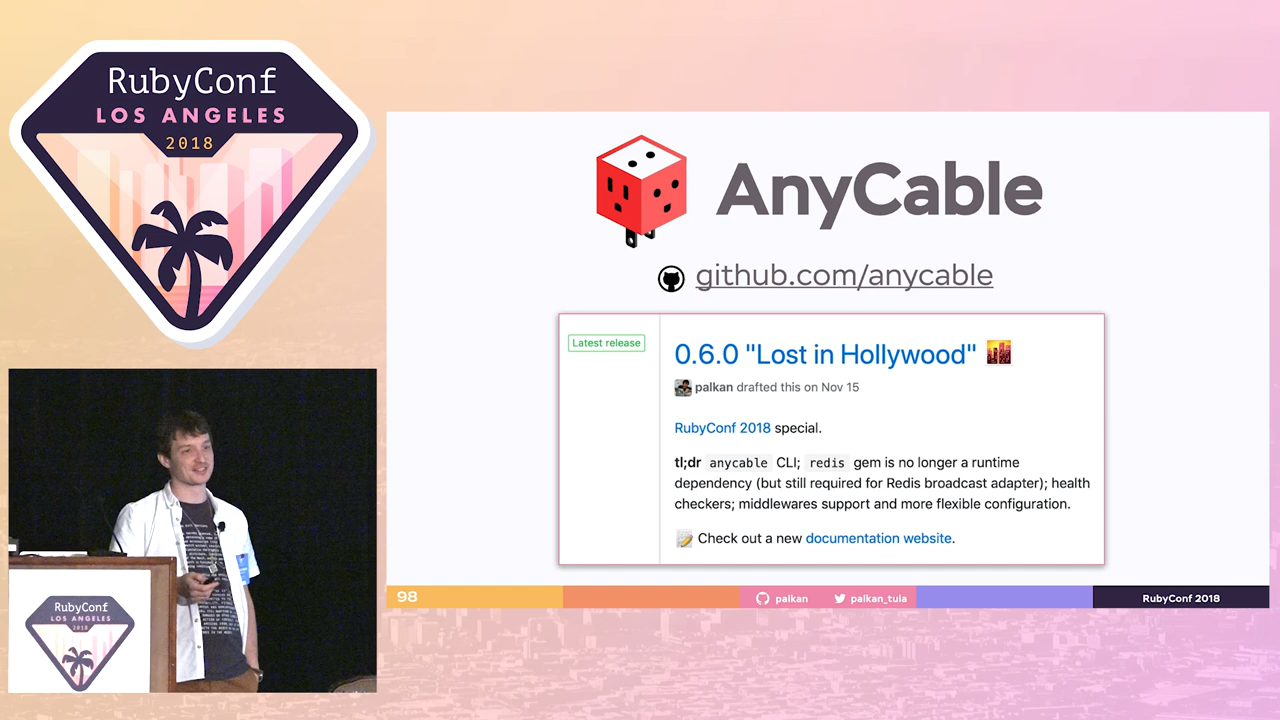 RubyConf
LOS ANGELES
2018
AnyCable
github.com/anycable
Latest release
0.6.0 "Lost in Hollywood"
palkan drafted this on Nov 15
RubyConf 2018 special.
tl;dr anycable CLI; redis gem is no longer a runtime
dependency (but still required for Redis broadcast adapter); health
checkers; middlewares support and more flexible configuration.
Check out a new documentation website.
98
palkan
palkan_tula
RubyConf 2018
RubyConf
LOS ANGELES
2018